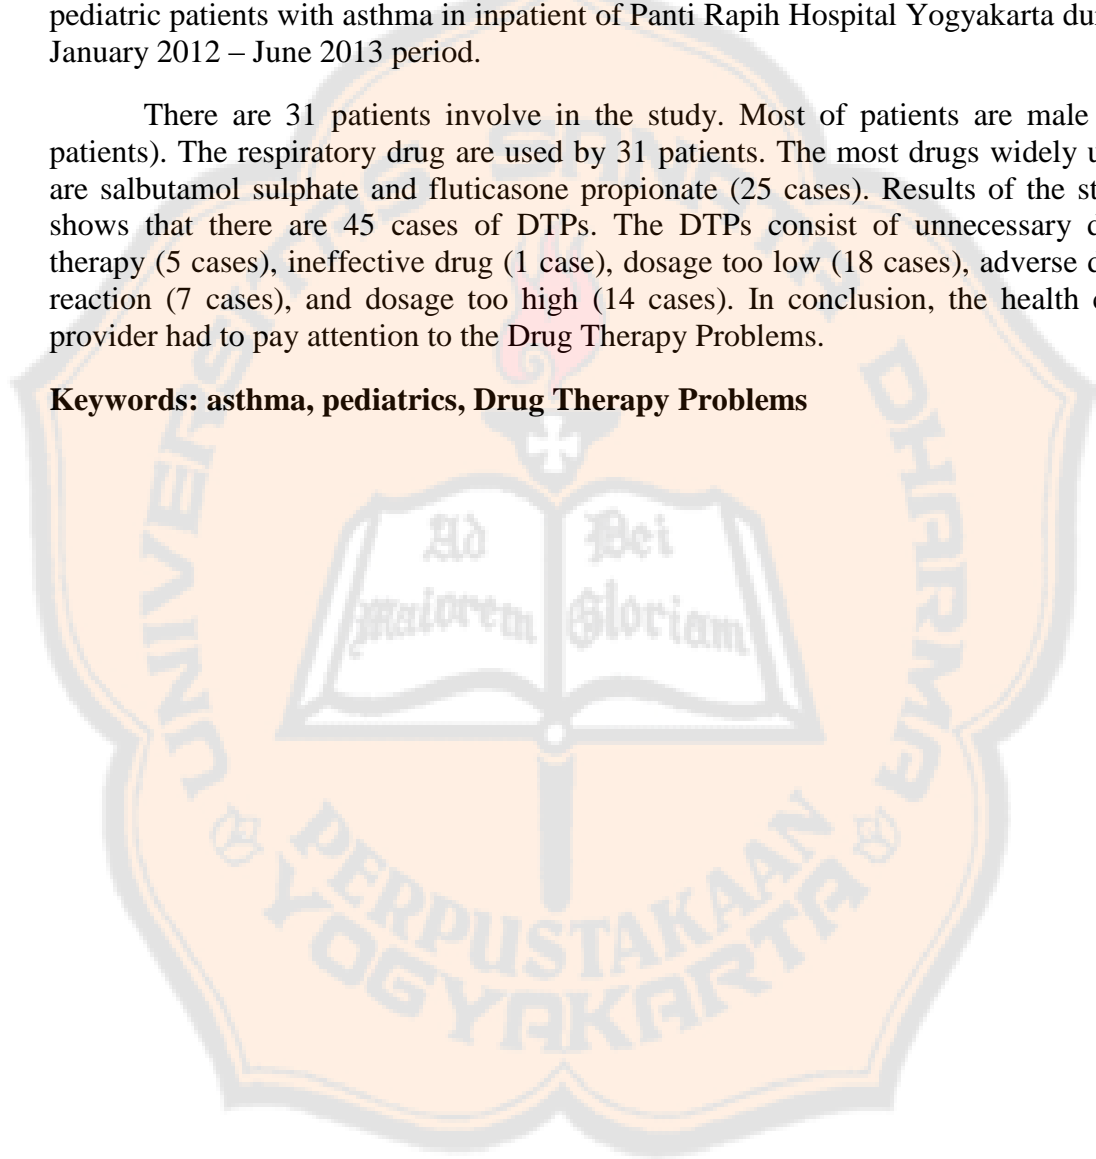 pediatric patients with asthma in inpatient of Panti Rapih Hospital Yogyakarta
January 2012 – June 2013 period.
There are 31 patients involve in the study. Most of patients are male
patients). The respiratory drug are used by 31 patients. The most drugs widely
are salbutamol sulphate and fluticasone propionate (25 cases). Results of the
shows that there are 45 cases of DTPs. The DTPs consist of unnecessary
therapy (5 cases), ineffective drug (1 case), dosage too low (18 cases), adverse
reaction (7 cases), and dosage too high (14 cases). In conclusion, the health
provider had to pay attention to the Drug Therapy Problems.
Keywords: asthma, pediatrics, Drug Therapy Problems
UNIVERSITAS SANATA DHARMA
Ad Dei
Maiorem Gloriam
PERPUSTAKAAN
YOGYAKARTA